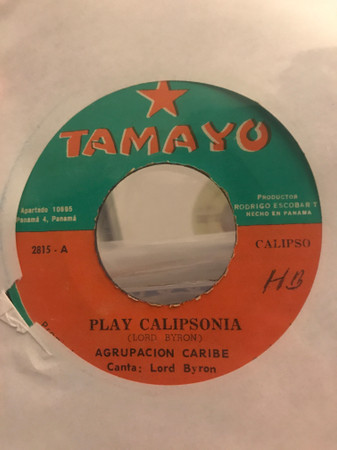 TAMAYO
Apartado 10695
Panamá 4, Panamá
PRODUCTOR
RODRIGO ESCOBAR T
HECHO EN PANAMA
2815 - A
CALIPSO
HB
PLAY CALIPSONIA
(LORD BYRON)
AGRUPACION CARIBE
Canta: Lord Byron